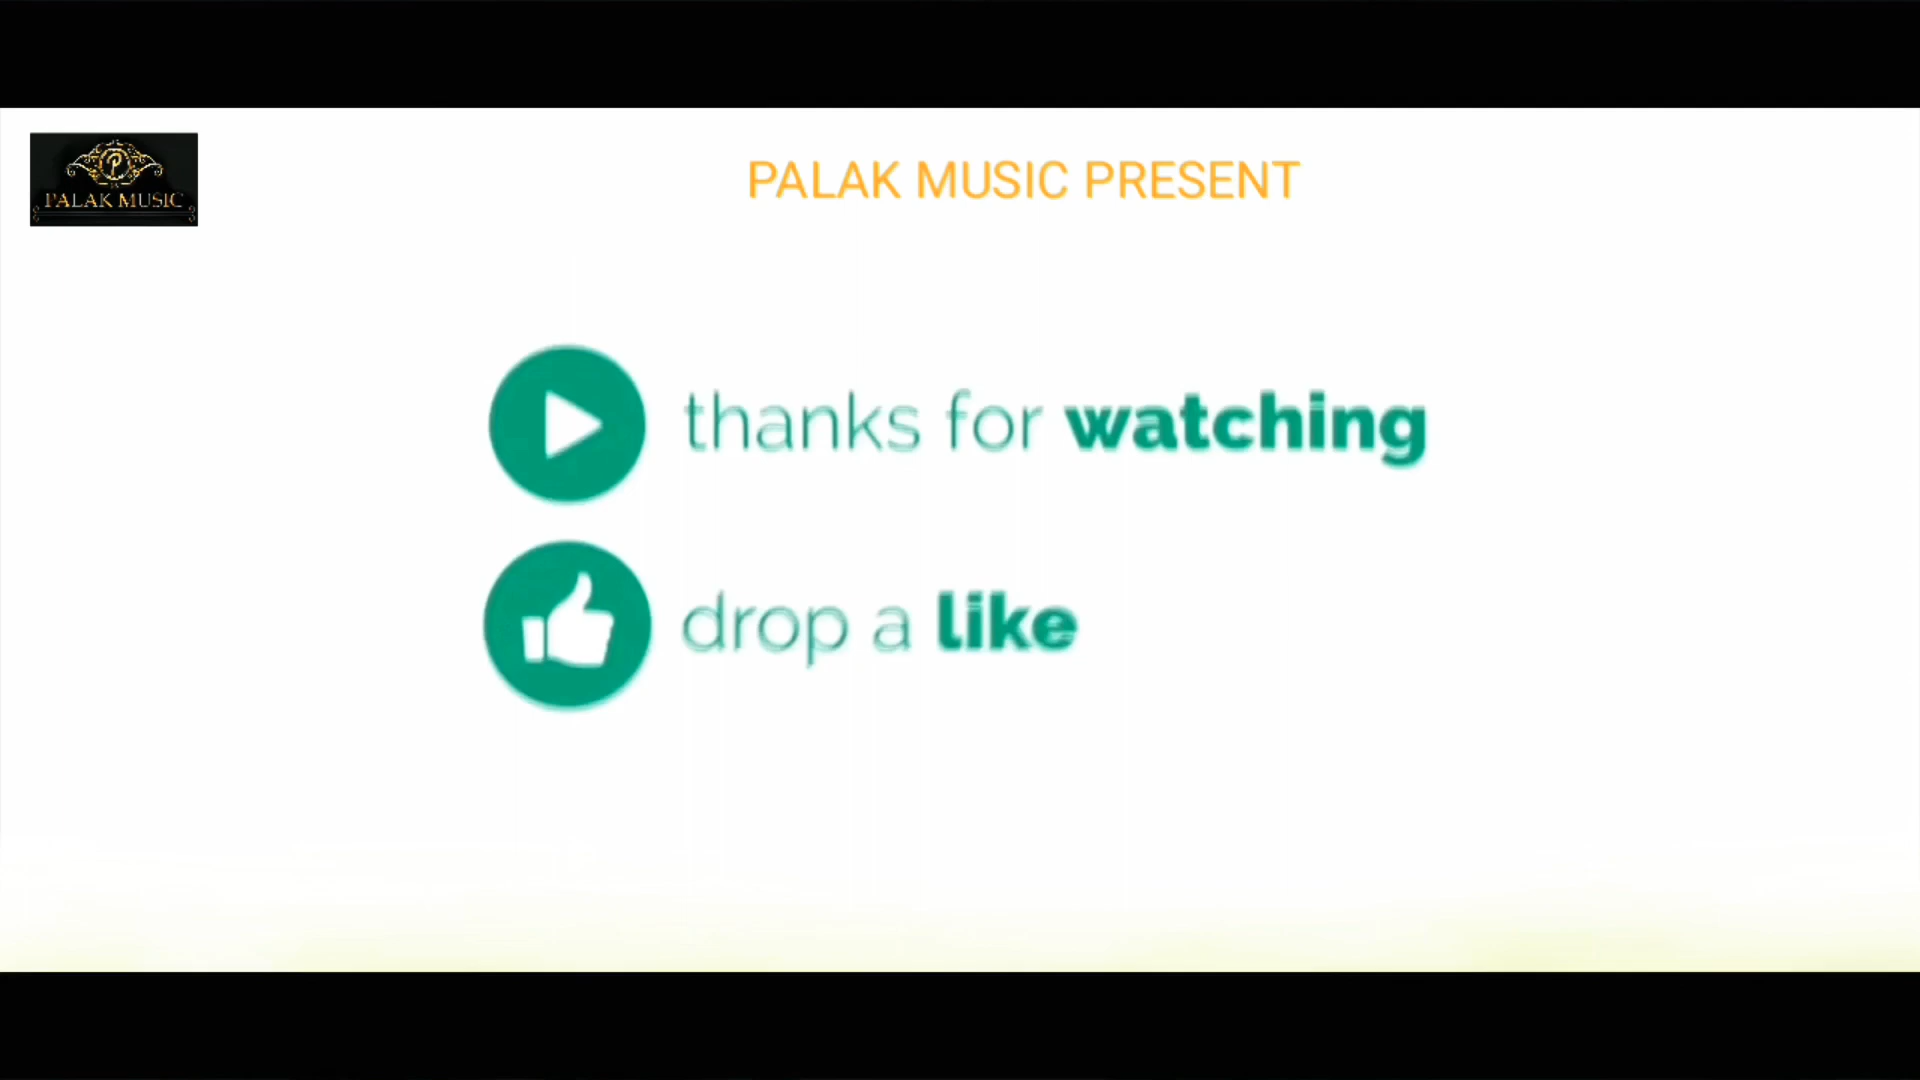 PALAK MUSIC
PALAK MUSIC PRESENT
thanks for watching
drop a like